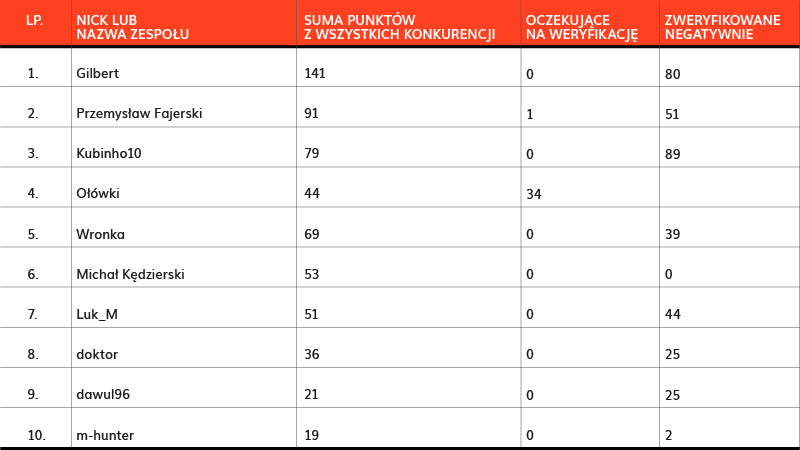 LP. NICK LUB NAZWA ZESPOŁU SUMA PUNKTÓW Z WSZYSTKICH KONKURENCJI OCZEKUJĄCE NA WERYFIKACJĘ ZWERYFIKOWANE NEGATYWNIE
1. Gilbert 141 0 80
2. Przemysław Fajerski 91 1 51
3. Kubinho10 79 0 89
4. Ołówki 44 34
5. Wronka 69 0 39
6. Michał Kędzierski 53 0 0
7. Luk_M 51 0 44
8. doktor 36 0 25
9. dawul96 21 0 25
10. m-hunter 19 0 2